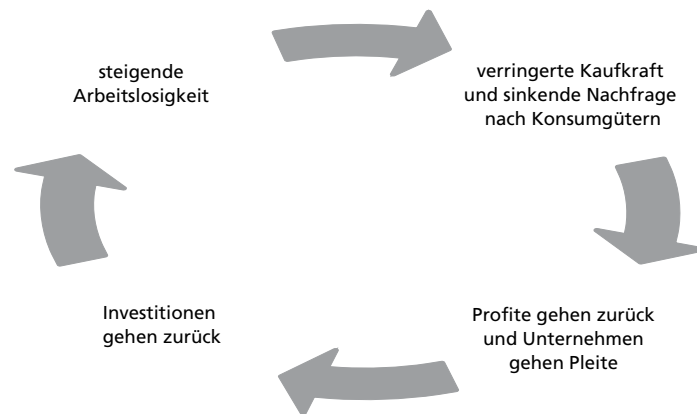 steigende
Arbeitslosigkeit
verringerte Kaufkraft
und sinkende Nachfrage
nach Konsumgütern
Investitionen
gehen zurück
Profite gehen zurück
und Unternehmen
gehen Pleite